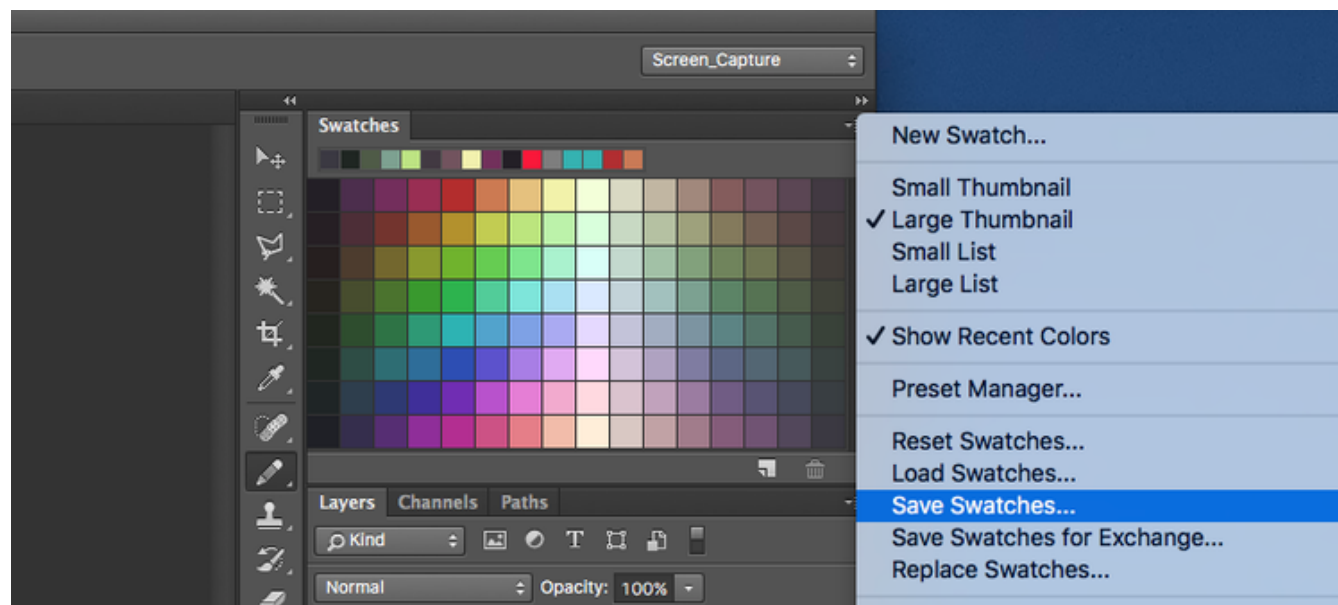 Screen_Capture
Swatches
New Swatch...
Small Thumbnail
✓ Large Thumbnail
Small List
Large List
✓ Show Recent Colors
Preset Manager...
Reset Swatches...
Load Swatches...
Save Swatches...
Save Swatches for Exchange...
Replace Swatches...
Layers Channels Paths
Kind
Normal Opacity: 100%